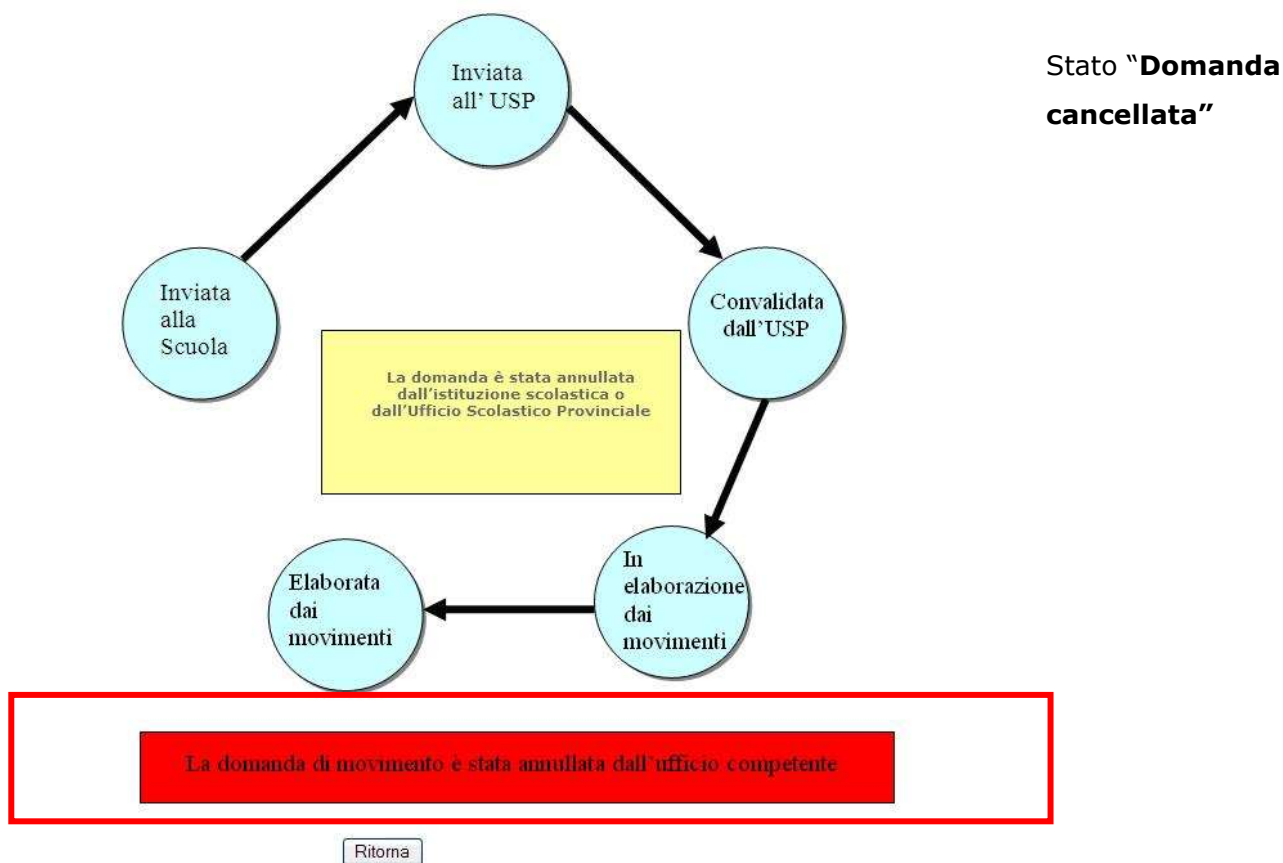 Inviata
all' USP
Stato “Domanda
cancellata”
Inviata
alla
Scuola
Convalidata
dall'USP
La domanda è stata annullata
dall'istituzione scolastica o
dall'Ufficio Scolastico Provinciale
In
elaborazione
dai
movimenti
Elaborata
dai
movimenti
La domanda di movimento è stata annullata dall'ufficio competente
Ritorna